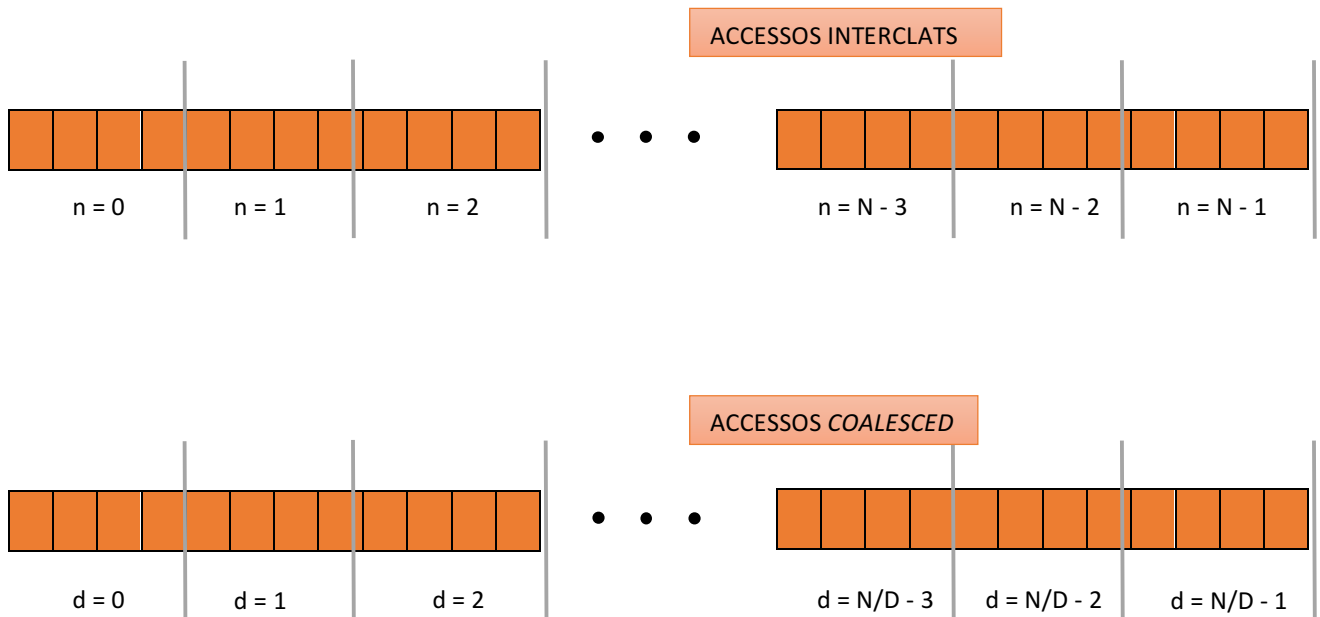 ACCESSOS INTERCLATS
n = 0 n = 1 n = 2 n = N - 3 n = N - 2 n = N - 1
ACCESSOS COALESCED
d = 0 d = 1 d = 2 d = N/D - 3 d = N/D - 2 d = N/D - 1